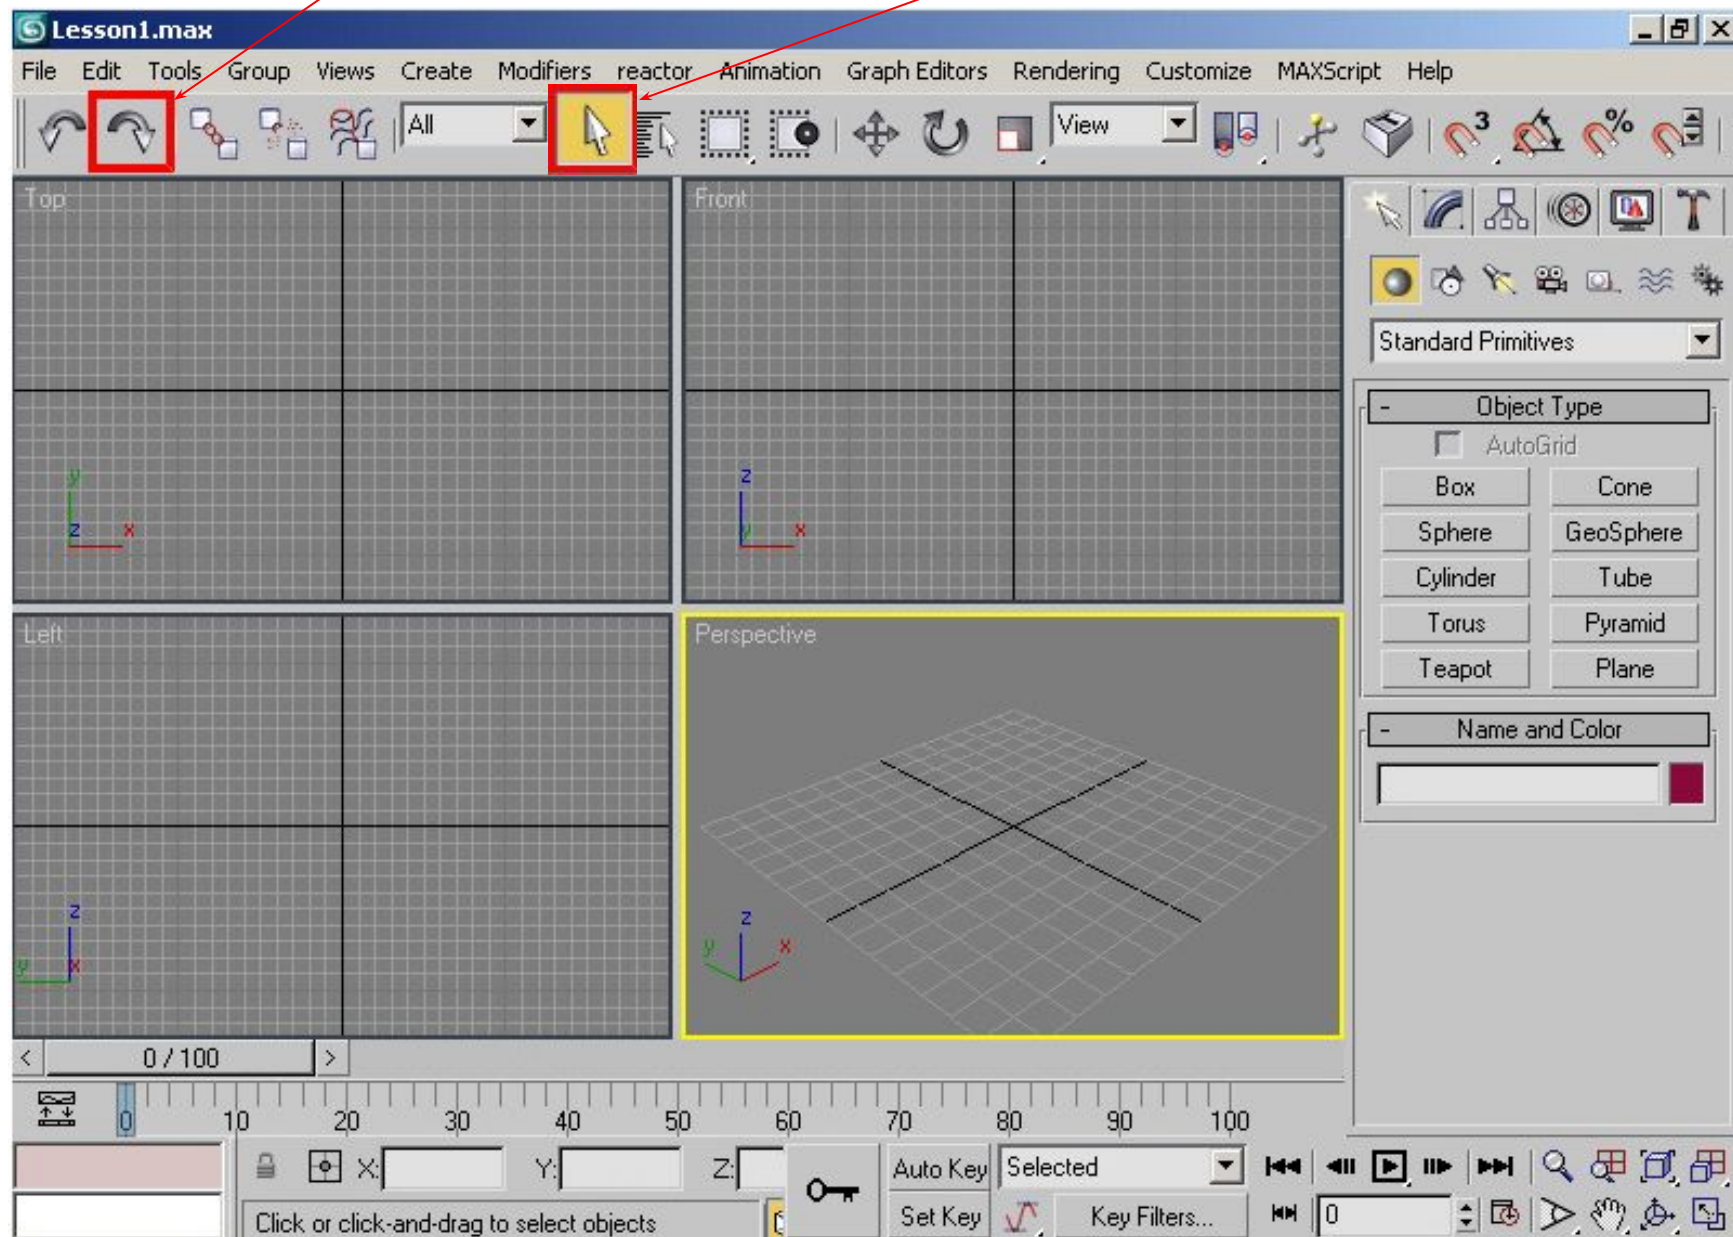 Lesson1.max
File Edit Tools Group Views Create Modifiers reactor Animation Graph Editors Rendering Customize MAXScript Help
All View 3 %
Top Front
Standard Primitives
- Object Type
AutoGrid
Box Cone
y z
z x y x
Sphere GeoSphere
Cylinder Tube
Left Perspective
Torus Pyramid
Teapot Plane
- Name and Color
z z
y x y x
< 0 / 100 >
0 10 20 30 40 50 60 70 80 90 100
X: Y: Z: Auto Key Selected
Click or click-and-drag to select objects Set Key Key Filters... 0